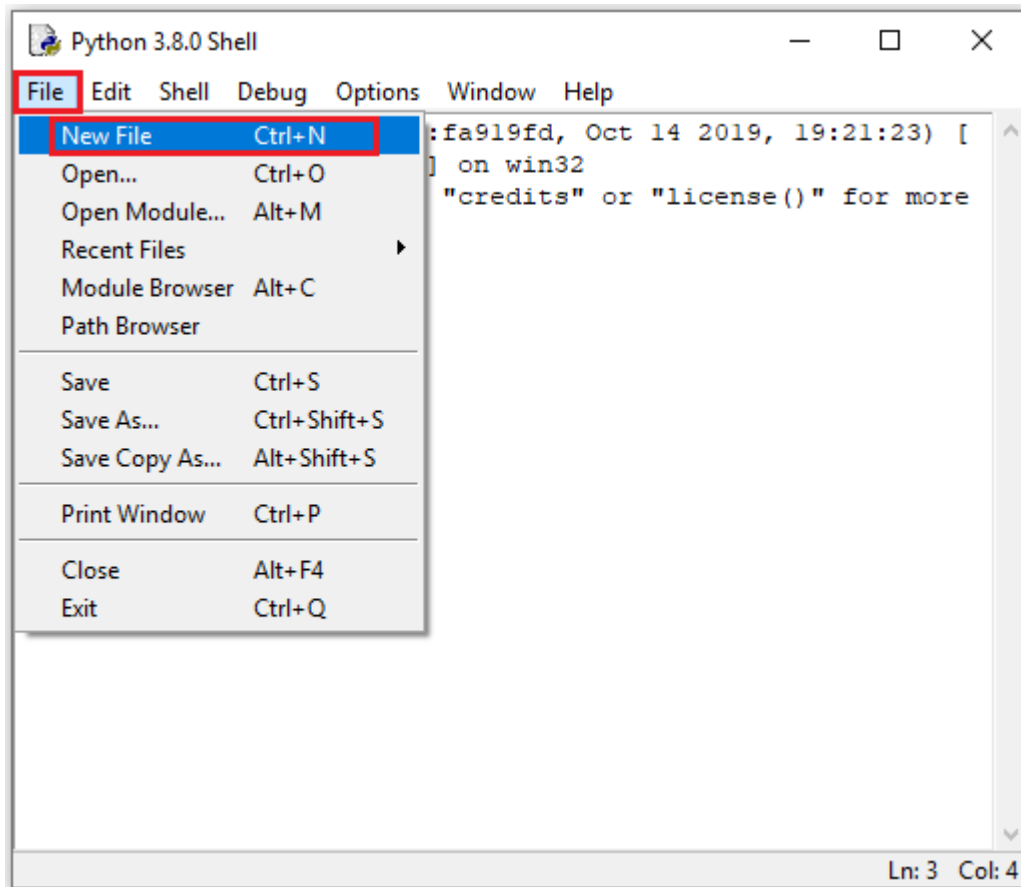 Python 3.8.0 Shell
File Edit Shell Debug Options Window Help
New File Ctrl+N
:fa919fd, Oct 14 2019, 19:21:23) [
Open... Ctrl+O
] on win32
Open Module... Alt+M
"credits" or "license()" for more
Recent Files
Module Browser Alt+C
Path Browser
Save Ctrl+S
Save As... Ctrl+Shift+S
Save Copy As... Alt+Shift+S
Print Window Ctrl+P
Close Alt+F4
Exit Ctrl+Q
Ln: 3 Col: 4